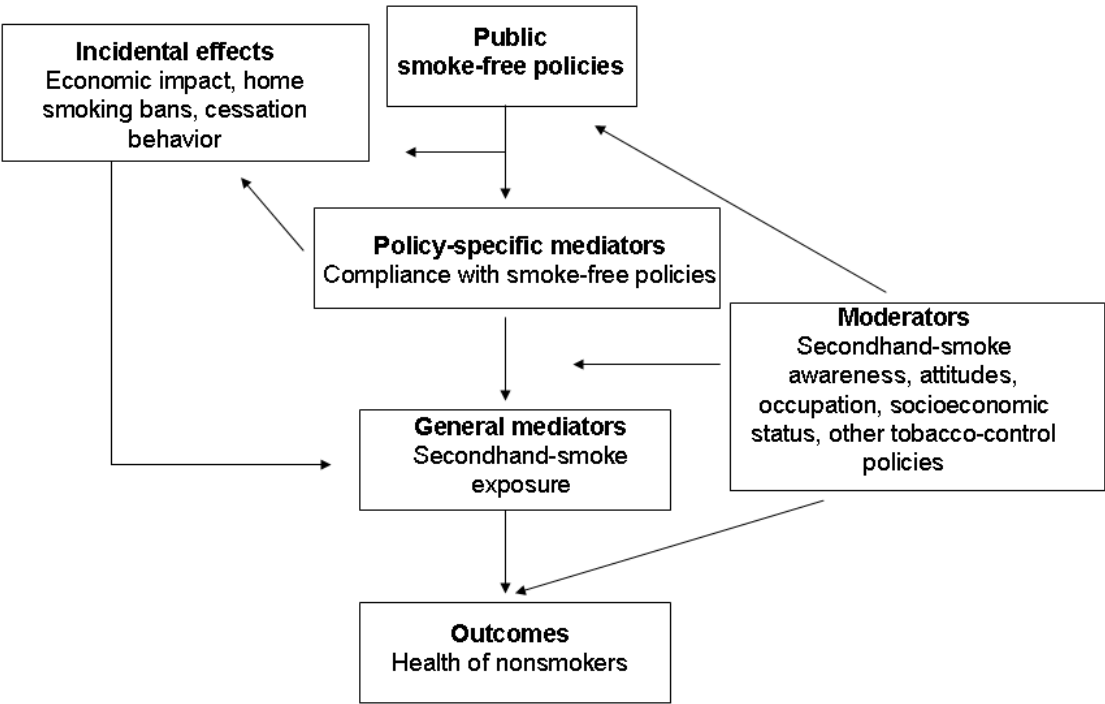 Incidental effects
Economic impact, home
smoking bans, cessation
behavior
Public
smoke-free policies
Policy-specific mediators
Compliance with smoke-free policies
Moderators
Secondhand-smoke
awareness, attitudes,
occupation, socioeconomic
status, other tobacco-control
policies
General mediators
Secondhand-smoke
exposure
Outcomes
Health of nonsmokers